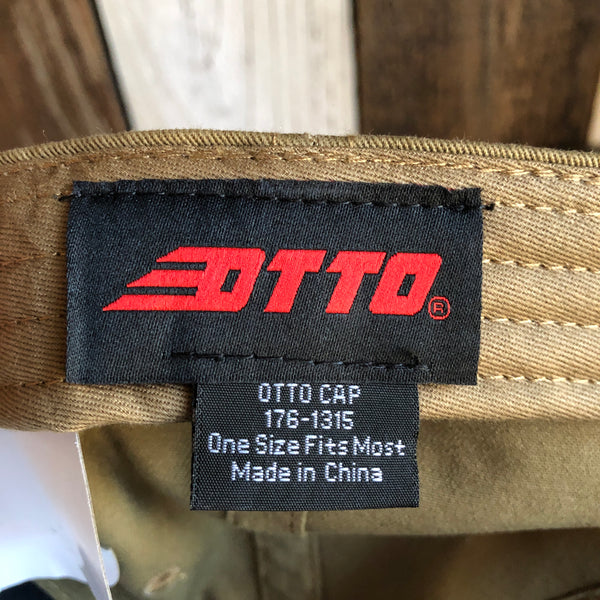 OTTO®
OTTO CAP
176-1315
One Size Fits Most
Made in China